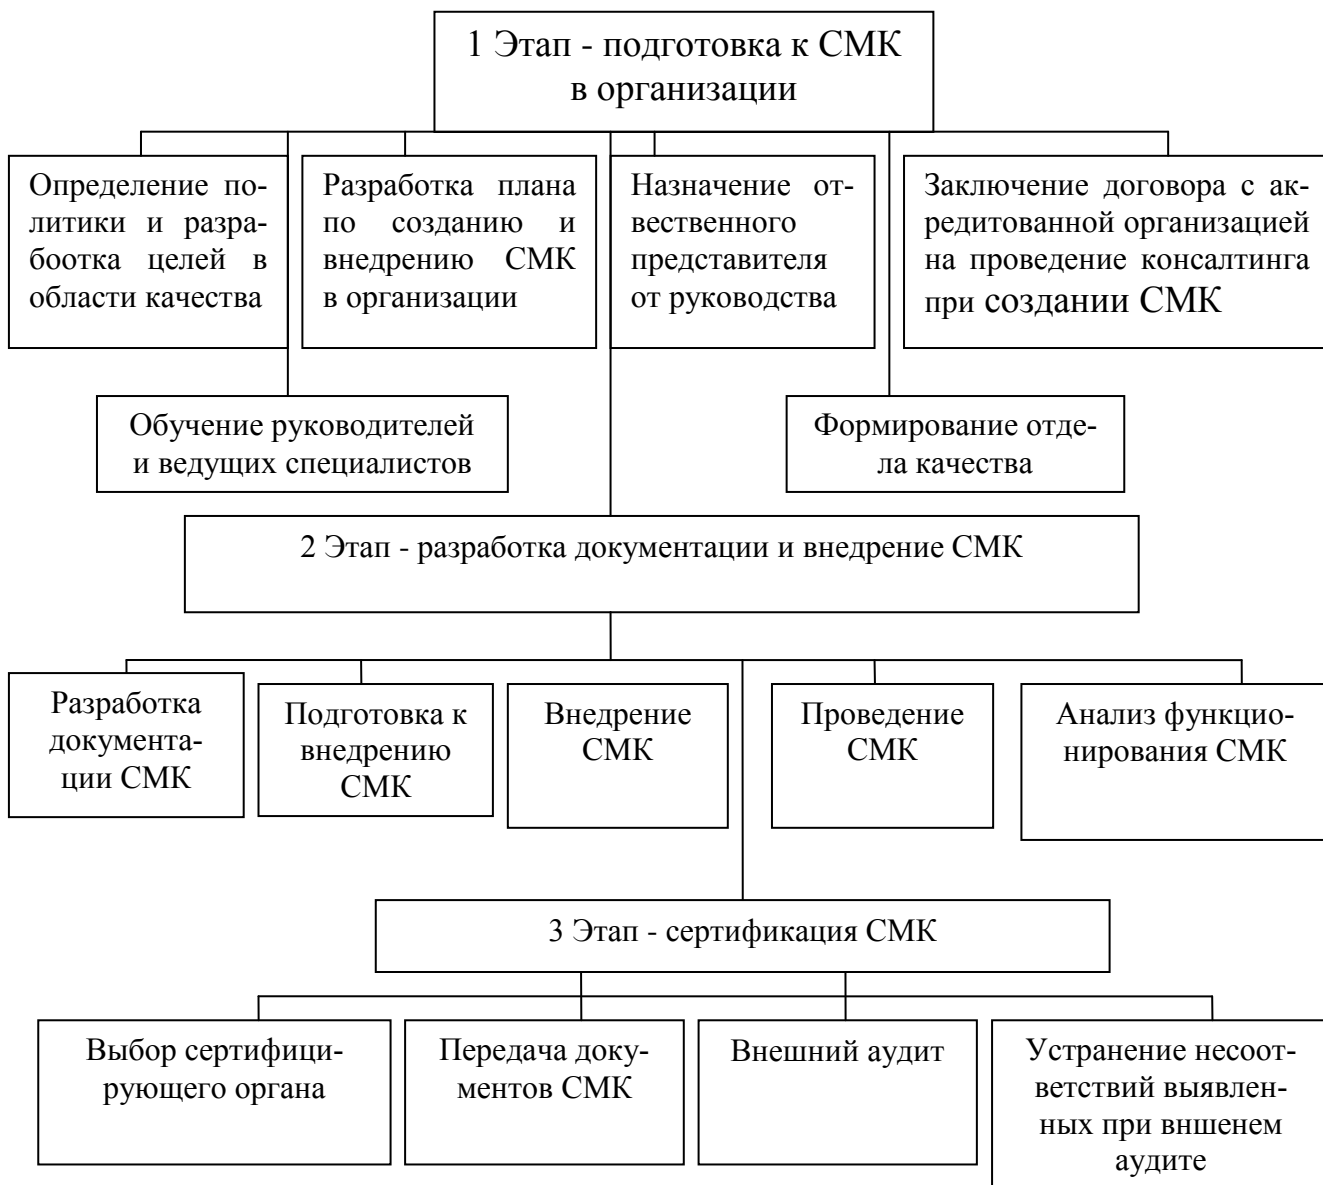 1 Этап - подготовка к СМК
в организации
Определение по-
литики и разра-
боотка целей в
области качества
Разработка плана
по созданию и
внедрению СМК
в организации
Назначение от-
вественного
представителя
от руководства
Заключение договора с ак-
редитованной организацией
на проведение консалтинга
при создании СМК
Обучение руководителей
и ведущих специалистов
Формирование отде-
ла качества
2 Этап - разработка документации и внедрение СМК
Разработка
документа-
ции СМК
Подготовка к
внедрению
СМК
Внедрение
СМК
Проведение
СМК
Анализ функцио-
нирования СМК
3 Этап - сертификация СМК
Выбор сертифици-
рующего органа
Передача доку-
ментов СМК
Внешний аудит
Устранение несоот-
ветствий выявлен-
ных при вншенем
аудите